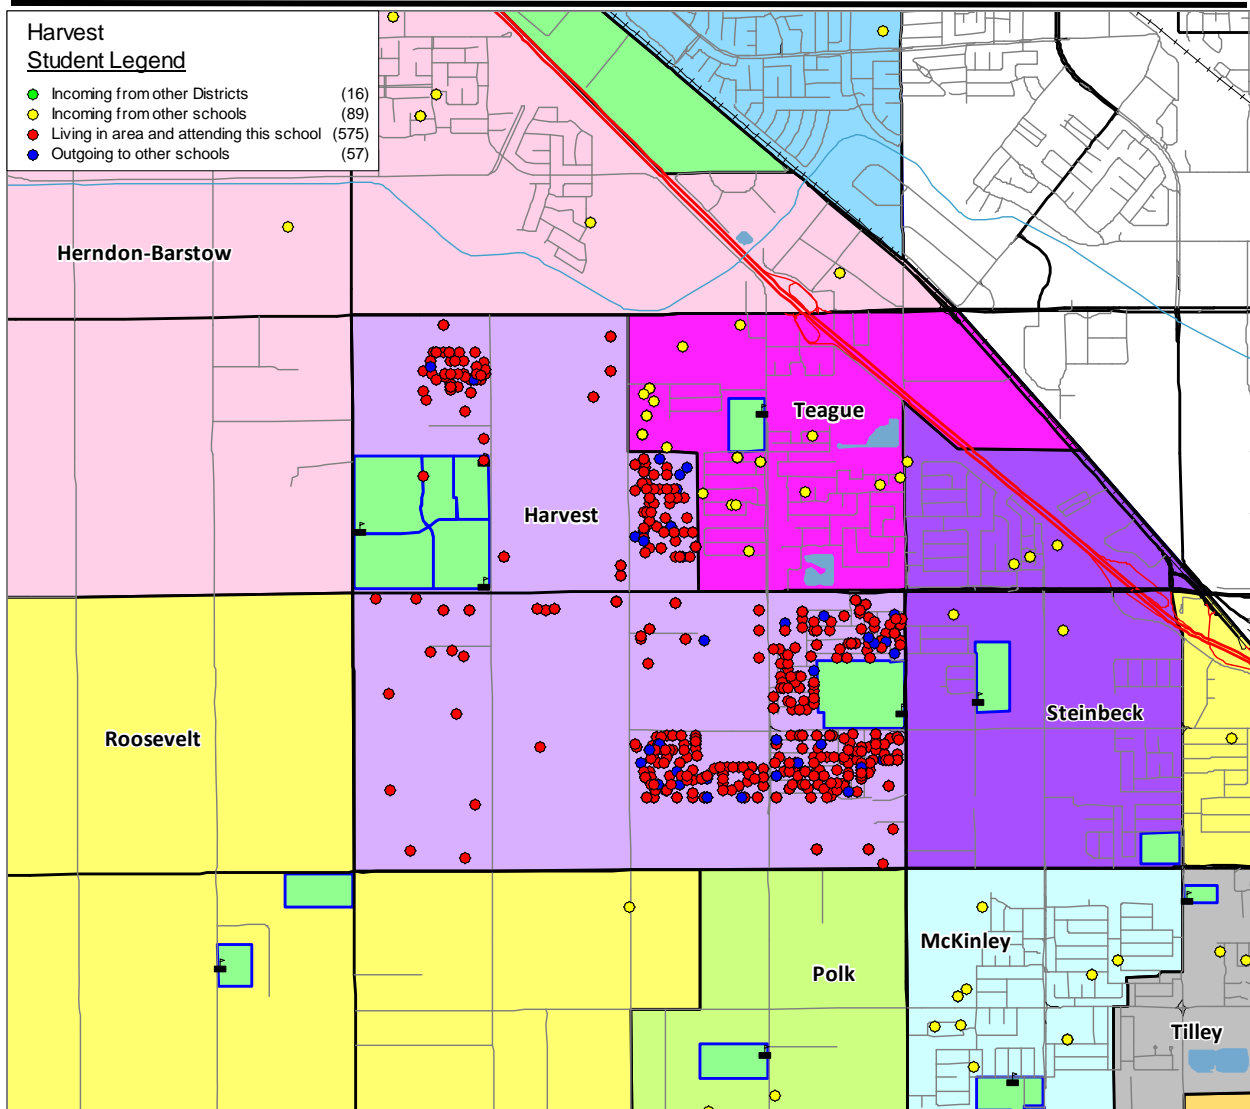 Harvest
Student Legend
Incoming from other Districts (16)
Incoming from other schools (89)
Living in area and attending this school (575)
Outgoing to other schools (57)
Herndon-Barstow
Teague
Harvest
Roosevelt
Steinbeck
McKinley
Polk
Tilley